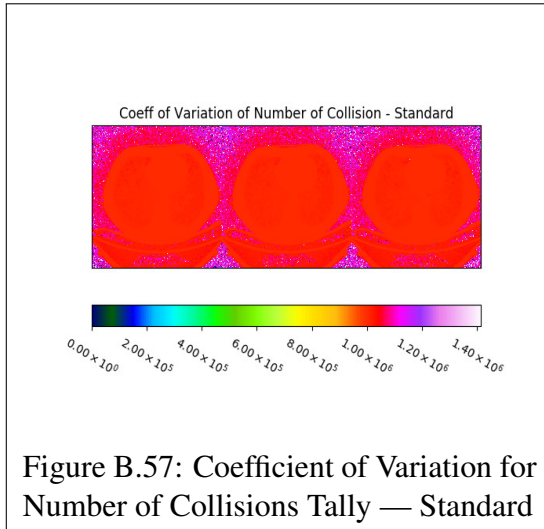 Coeff of Variation of Number of Collision - Standard
0.00 × 10⁰
2.00 × 10⁵
4.00 × 10⁵
6.00 × 10⁵
8.00 × 10⁵
1.00 × 10⁶
1.20 × 10⁶
1.40 × 10⁶
Figure B.57: Coefficient of Variation for
Number of Collisions Tally — Standard